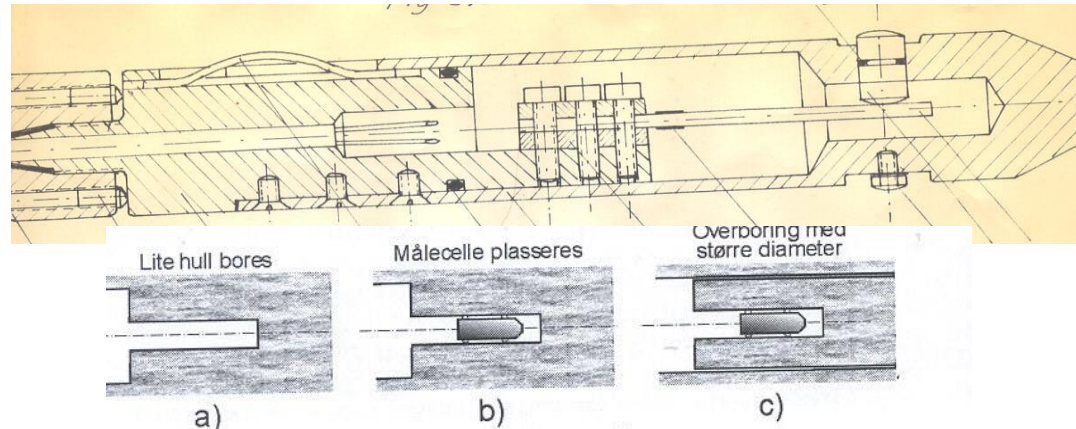 Lite hull bores
Målecelle plasseres
Overboring med
større diameter
a)
b)
c)